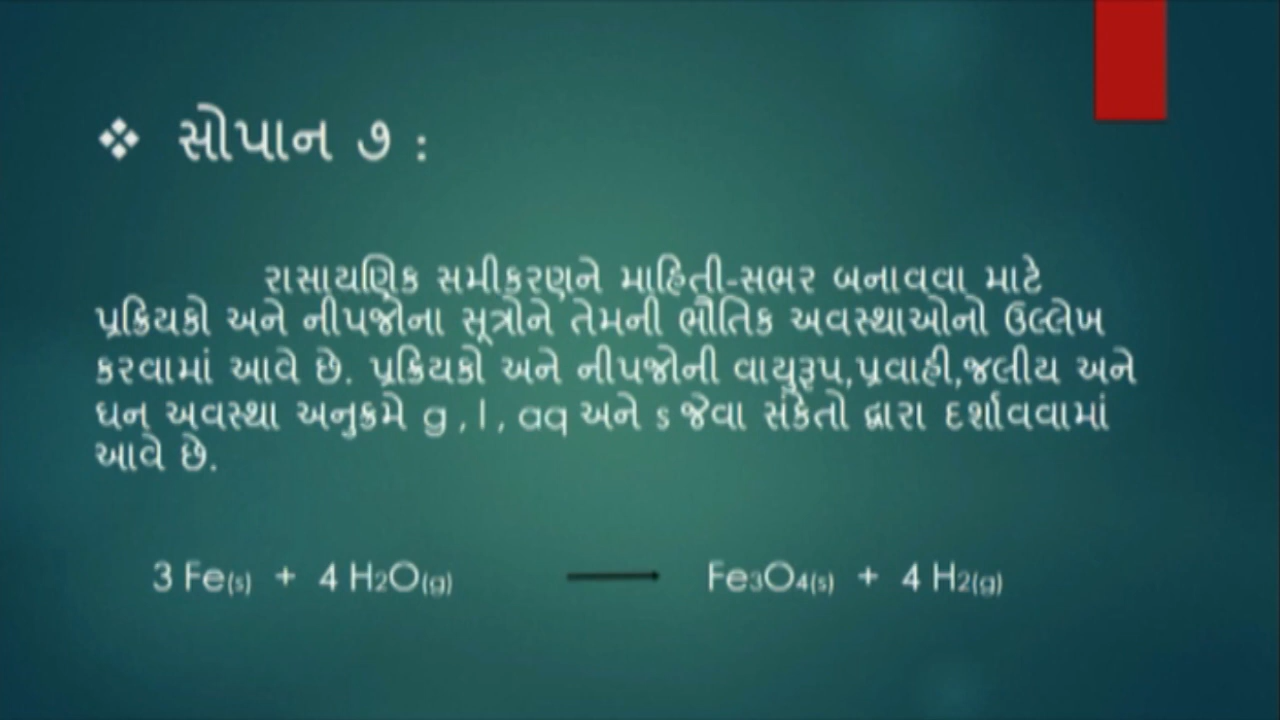 ❖ સોપાન ૭ :
રાસાયણિક સમીકરણને માહિતી-સભર બનાવવા માટે
પ્રક્રિયકો અને નીપજોના સૂત્રોને તેમની ભૌતિક અવસ્થાઓનો ઉલ્લેખ
કરવામાં આવે છે. પ્રક્રિયકો અને નીપજોની વાયુરૂપ,પ્રવાહી,જલીય અને
ઘન અવસ્થા અનુક્રમે g , l , aq અને s જેવા સંકેતો દ્વારા દર્શાવવામાં
આવે છે.
3 Fe(s) + 4 H2O(g) → Fe3O4(s) + 4 H2(g)